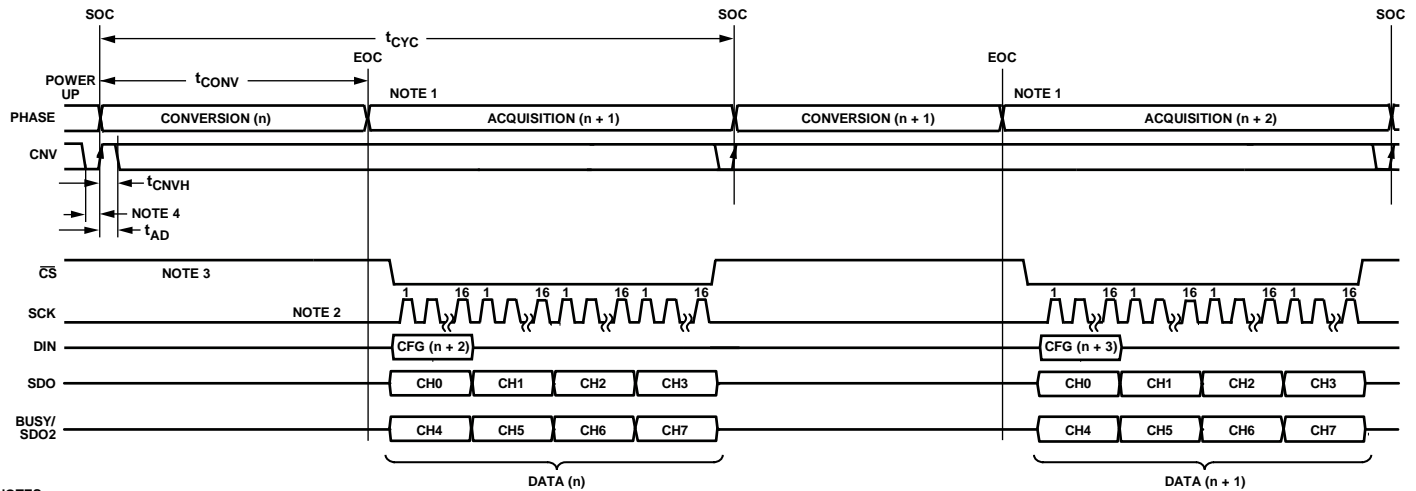 SOC SOC SOC
tCYC
EOC EOC
POWER UP tCONV NOTE 1 NOTE 1
PHASE CONVERSION (n) ACQUISITION (n + 1) CONVERSION (n + 1) ACQUISITION (n + 2)
CNV
tCNVH
NOTE 4
tAD
CS NOTE 3
1 16 1 16 1 16 1 16 1 16 1 16 1 16 1 16
SCK NOTE 2
DIN CFG (n + 2) CFG (n + 3)
SDO CH0 CH1 CH2 CH3 CH0 CH1 CH2 CH3
BUSY/
SDO2 CH4 CH5 CH6 CH7 CH4 CH5 CH6 CH7
DATA (n) DATA (n + 1)